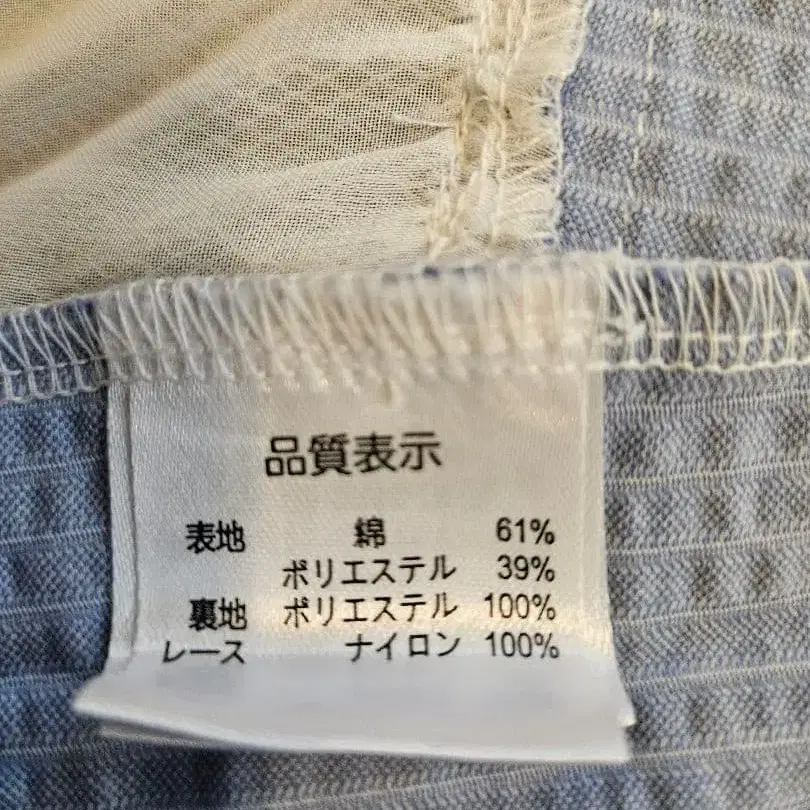 品質表示
表地 綿 61%
ポリエステル 39%
裏地 ポリエステル 100%
レース ナイロン 100%